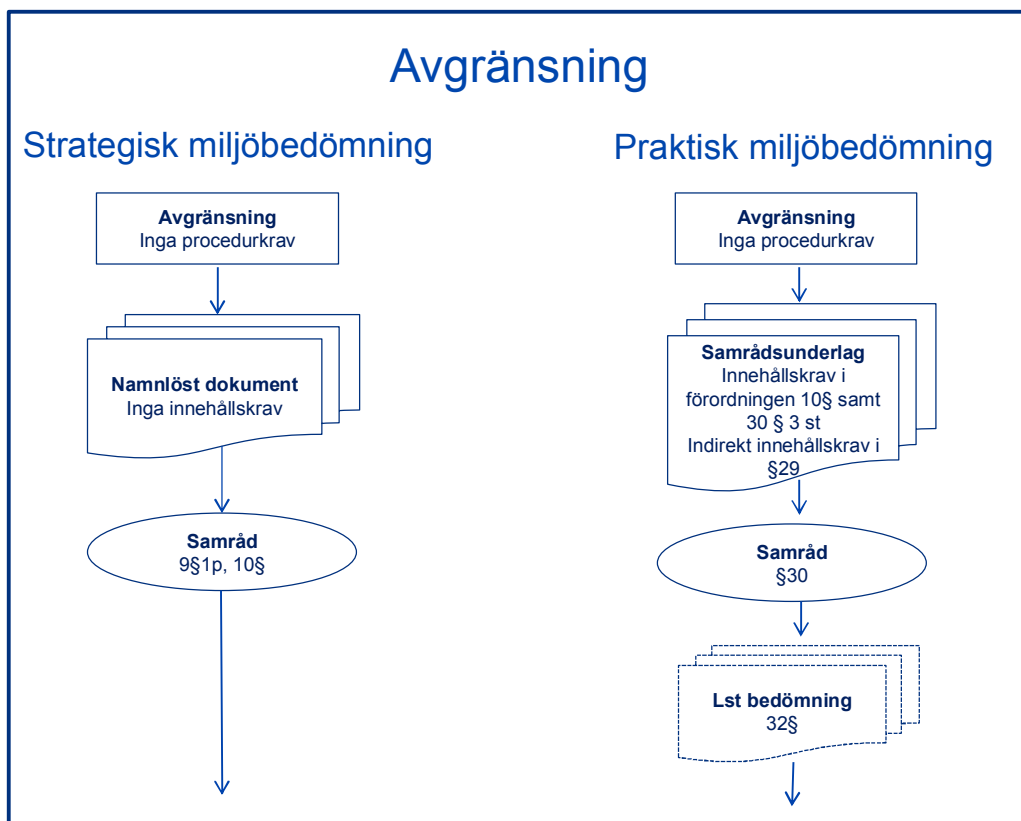 Avgränsning
Strategisk miljöbedömning
Avgränsning
Inga procedurkrav
Namnlöst dokument
Inga innehållskrav
Samråd
9§1p, 10§
Praktisk miljöbedömning
Avgränsning
Inga procedurkrav
Samrådsunderlag
Innehållskrav i
förordningen 10§ samt
30 § 3 st
Indirekt innehållskrav i
§29
Samråd
§30
Lst bedömning
32§